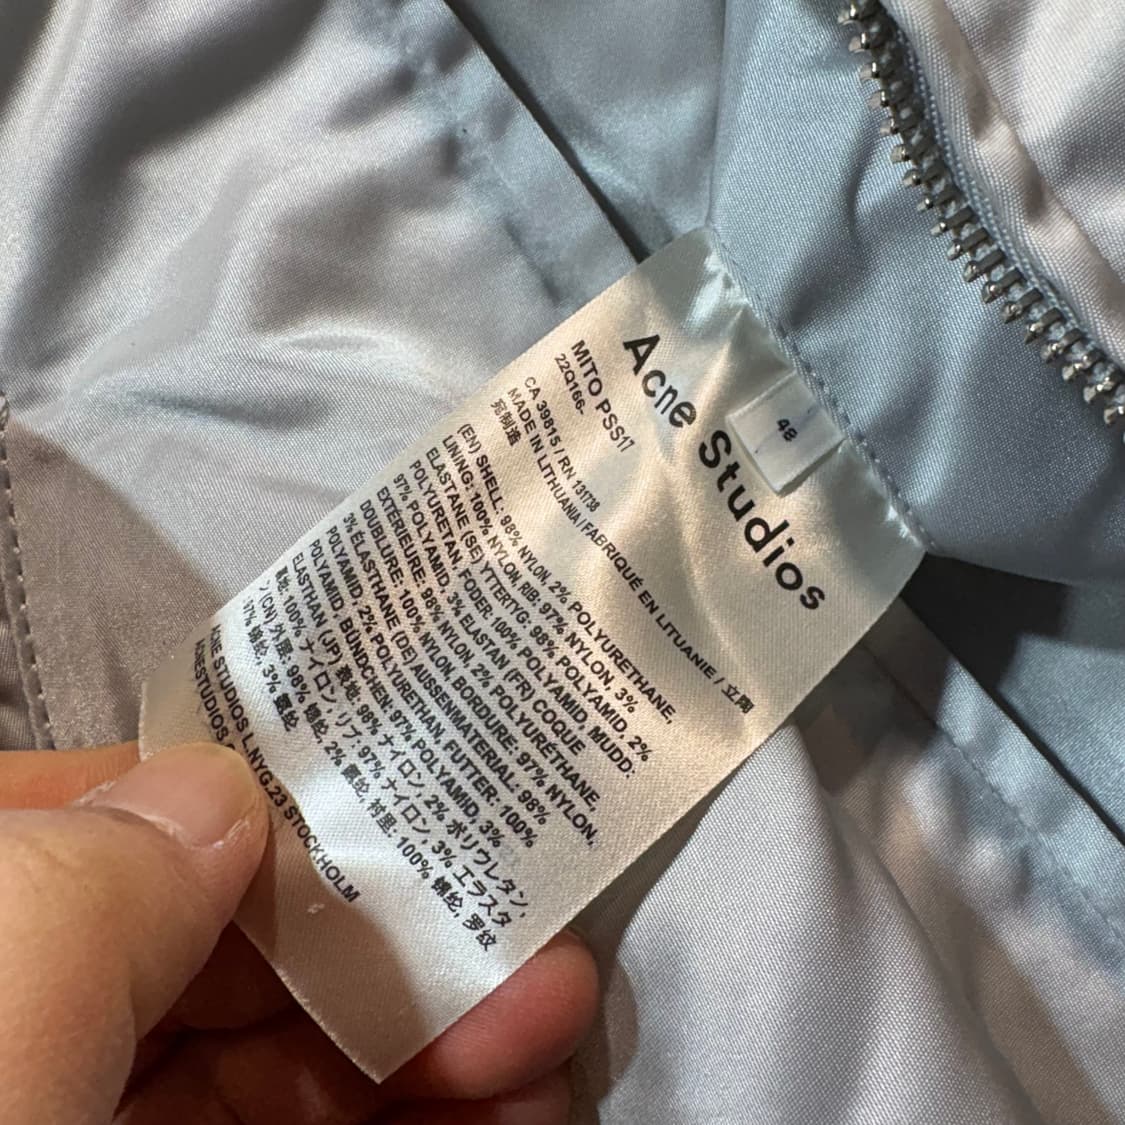 Acne Studios
48
MITO PSS17
22Q166-
CA 39815 / RN 131738
MADE IN LITHUANIA / FABRIQUÉ EN LITUANIE / 立陶
宛制造
(EN) SHELL: 98% NYLON, 2% POLYURETHANE,
LINING: 100% NYLON, RIB: 97% NYLON, 3%
ELASTANE (SE) YTTERTYG: 98% POLYAMID, 2%
POLYURETAN, FODER: 100% POLYAMID, MUDD:
97% POLYAMID, 3% ELASTAN (FR) COQUE
EXTÉRIEURE: 98% NYLON, 2% POLYURÉTHANE,
DOUBLURE: 100% NYLON, BORDURE: 97% NYLON,
3% ÉLASTHANE (DE) AUSSENMATERIAL: 98%
POLYAMID, 2% POLYURETHAN, FUTTER: 100%
POLYAMID, BÜNDCHEN: 97% POLYAMID, 3%
ELASTHAN (JP) 表地: 98% ナイロン, 2% ポリウレタン,
裏地: 100% ナイロン, リブ: 97% ナイロン, 3% エラスタ
ン (CN) 外里: 98% 锦纶, 2% 氨纶, 衬里: 100% 锦纶, 罗纹
: 97% 锦纶, 3% 氨纶
ACNE STUDIOS L.NYG.23 STOCKHOLM
ACNESTUDIOS